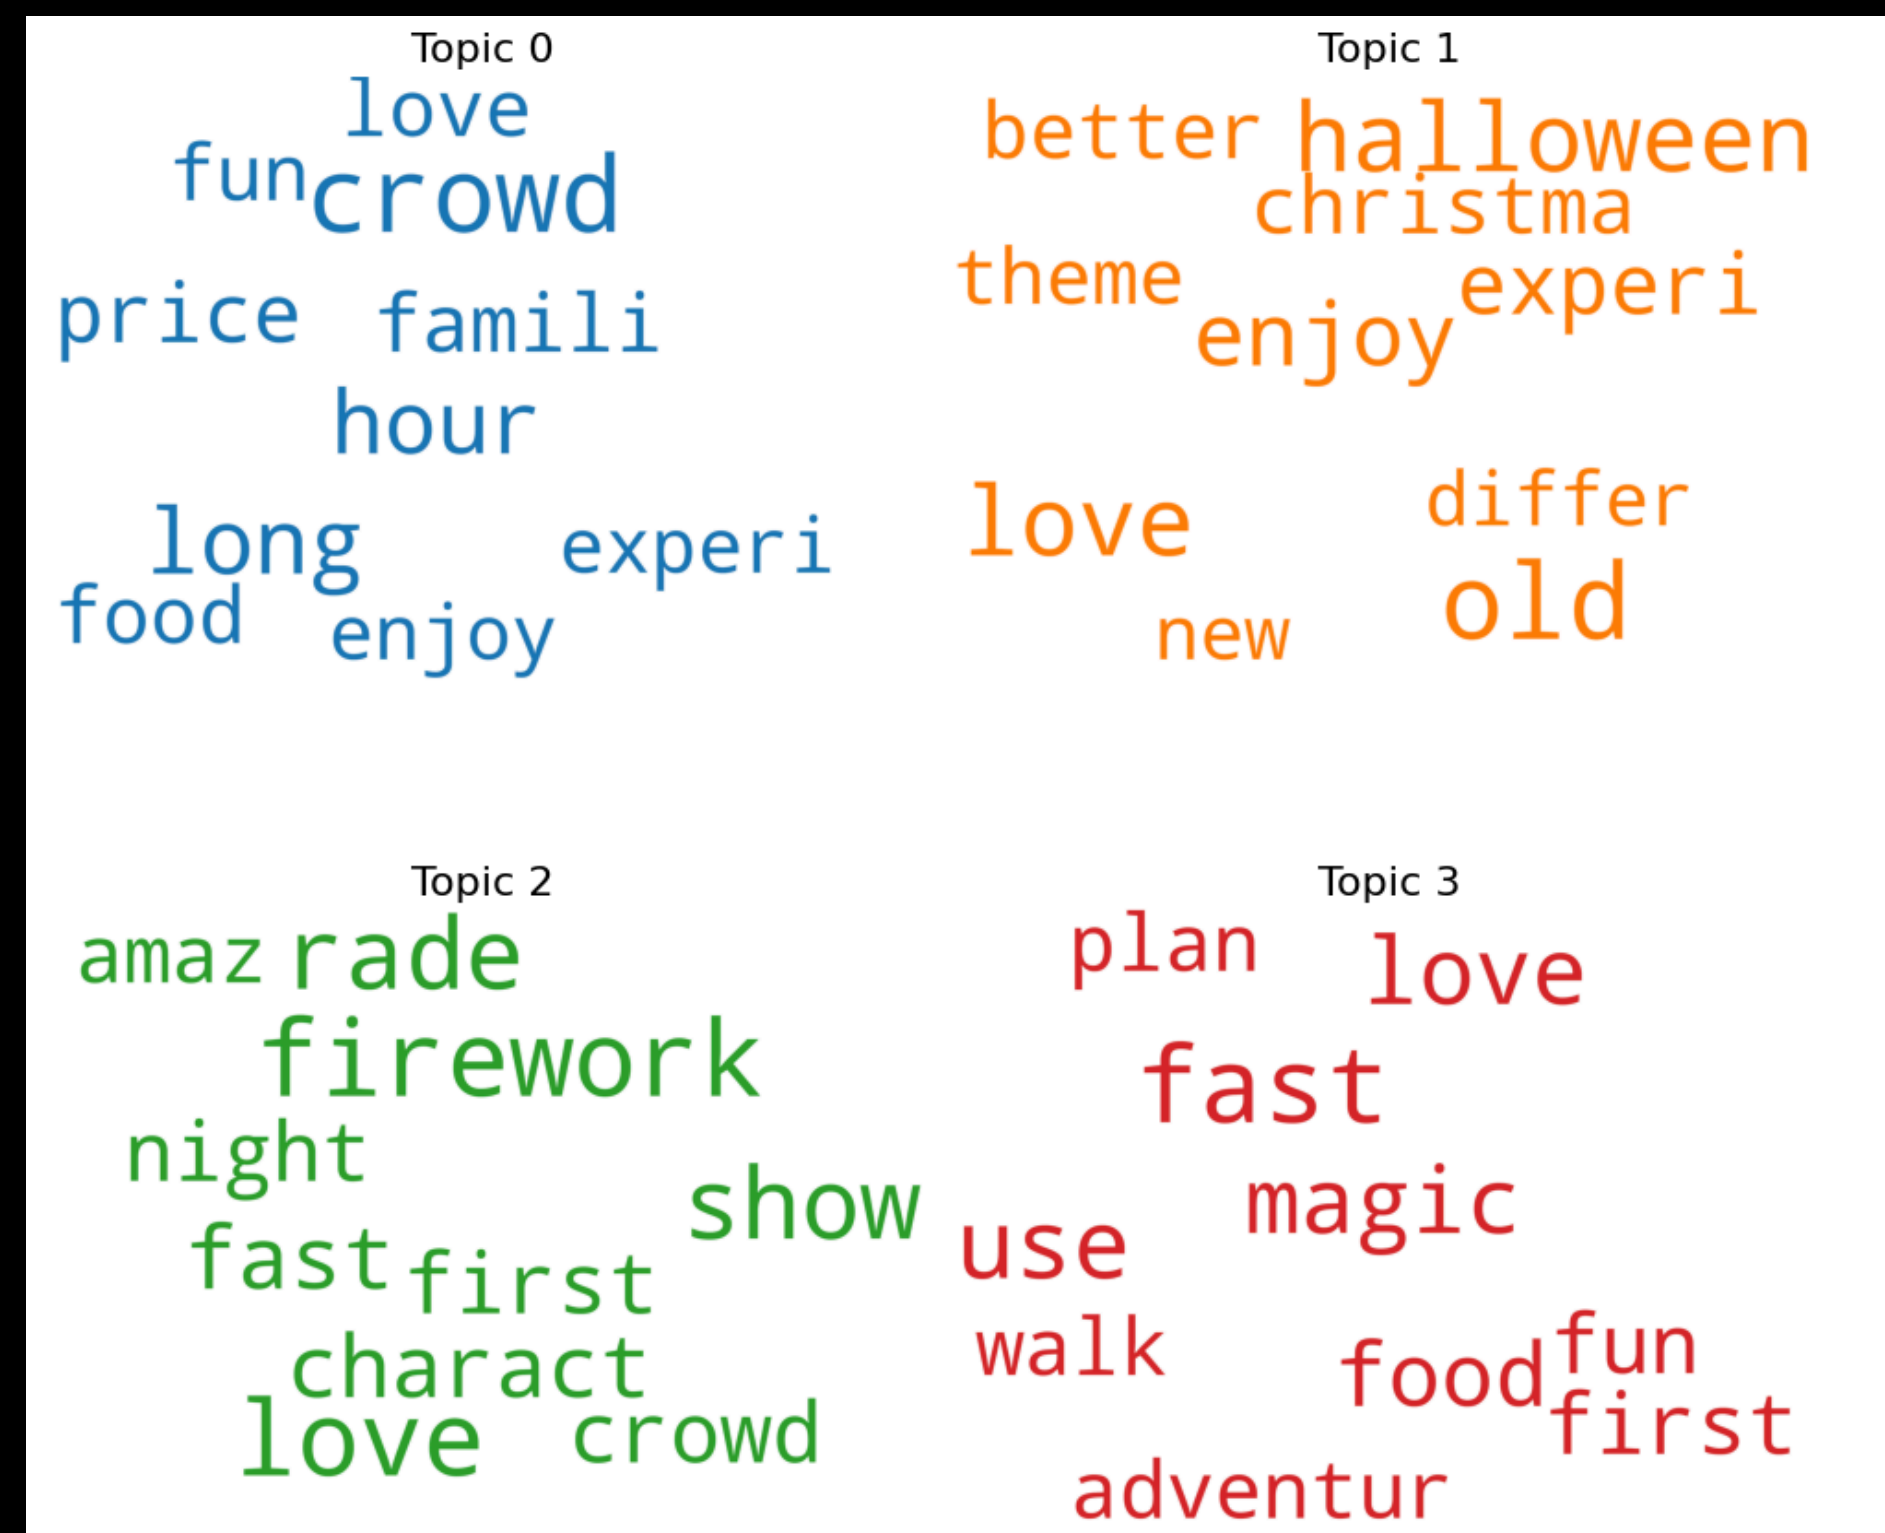 Topic 0
love
fun crowd
price famili
hour
long experi
food enjoy
Topic 1
better halloween
christma
theme experi
enjoy
love differ
old
new
Topic 2
amaz rade
firework
night
show
fast first
charact
love crowd
Topic 3
plan love
fast
magic
use
walk food fun
first
adventur